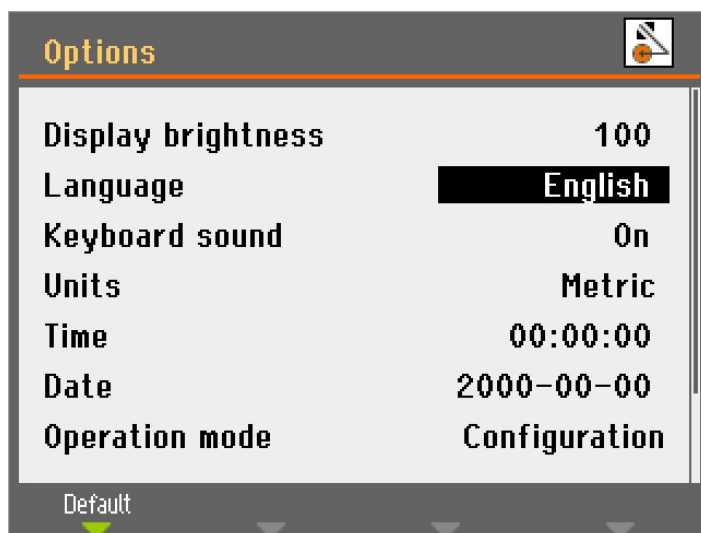 Options
Display brightness 100
Language English
Keyboard sound On
Units Metric
Time 00:00:00
Date 2000-00-00
Operation mode Configuration
Default